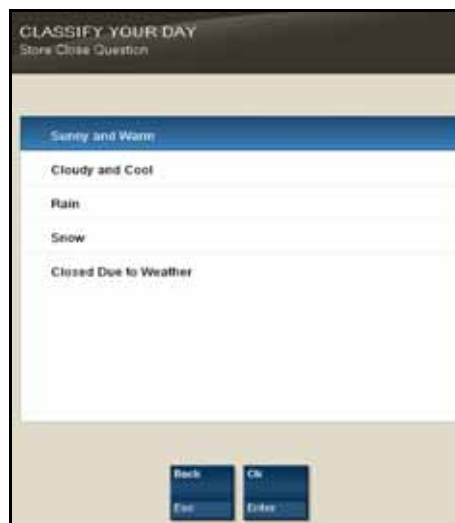 CLASSIFY YOUR DAY
Store Close Question
Sunny and Warm
Cloudy and Cool
Rain
Snow
Closed Due to Weather
Back Ok
Esc Enter